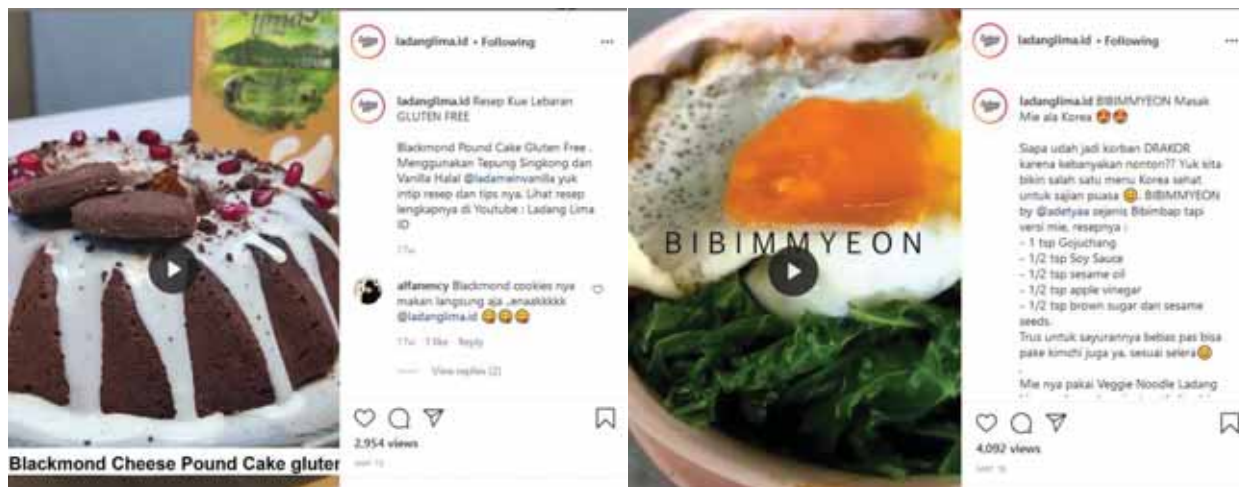 lima
ladanglima.id • Following
ladanglima.id Resep Kue Lebaran
GLUTEN FREE
Blackmond Pound Cake Gluten Free .
Menggunakan Tepung Singkong dan
Vanilla Halal @ladameinvanilla yuk
intip resep dan tips nya. Lihat resep
lengkapnya di Youtube : Ladang Lima
ID
17w
alfanency Blackmond cookies nya
makan langsung aja ..enaakkkkk
@ladanglima.id 😋😋😋
17w 1 like Reply
View replies (2)
2,954 views
Blackmond Cheese Pound Cake gluter
BIBIMMYEON
ladanglima.id • Following
ladanglima.id BIBIMMYEON Masak
Mie ala Korea 😍😍
Siapa udah jadi korban DRAKOR
karena kebanyakan nonton?? Yuk kita
bikin salah satu menu Korea sehat
untuk sajian puasa 😊. BIBIMMYEON
by @adetyaa sejenis Bibimbap tapi
versi mie, resepnya :
- 1 tsp Gojuchang
- 1/2 tsp Soy Sauce
- 1/2 tsp sesame oil
- 1/2 tsp apple vinegar
- 1/2 tsp brown sugar dan sesame
seeds.
Trus untuk sayurannya bebas pas bisa
pake kimchi juga ya, sesuai selera😊
.
Mie nya pakai Veggie Noodle Ladang
4,092 views